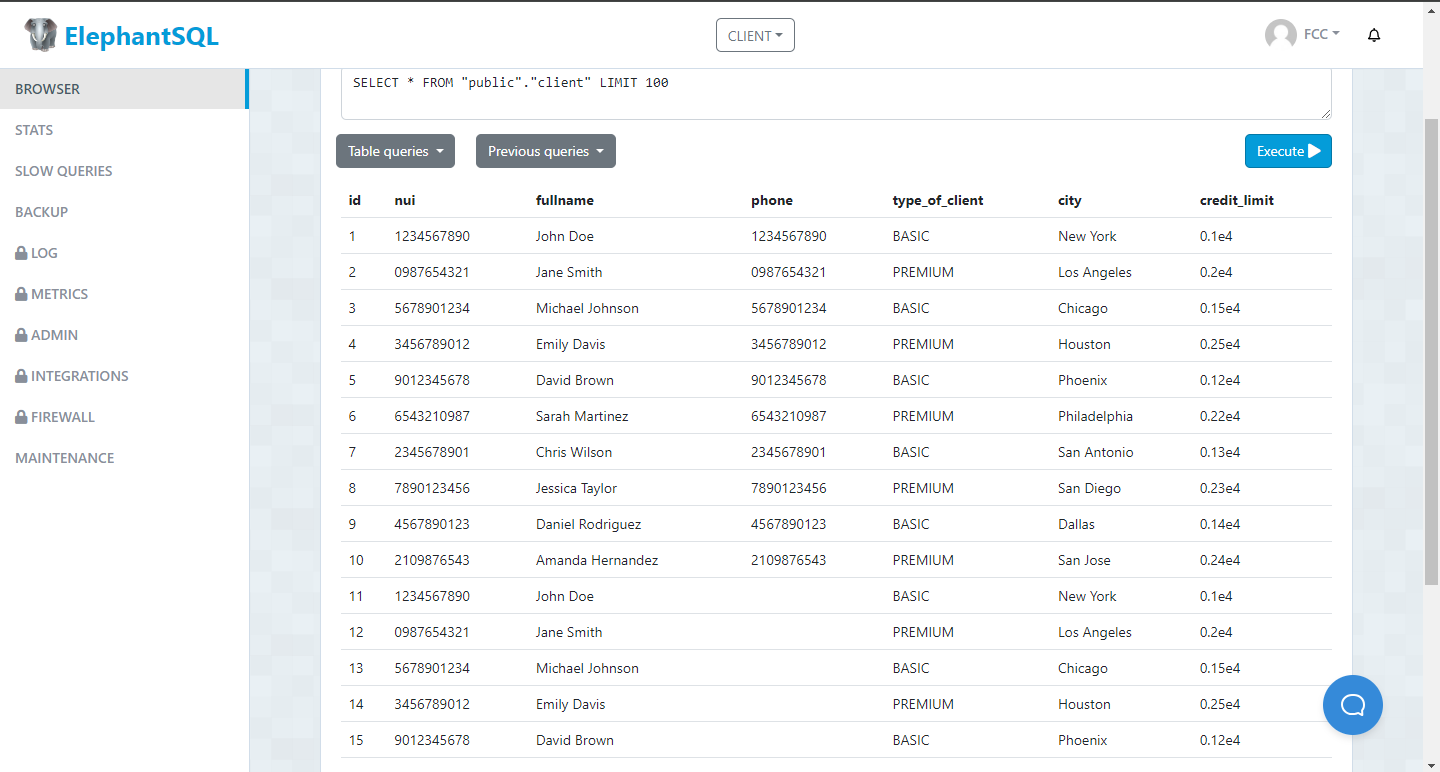 ElephantSQL CLIENT FCC
BROWSER
STATS
SLOW QUERIES
BACKUP
LOG
METRICS
ADMIN
INTEGRATIONS
FIREWALL
MAINTENANCE
SELECT * FROM "public"."client" LIMIT 100
Table queries Previous queries Execute
id nui fullname phone type_of_client city credit_limit
1 1234567890 John Doe 1234567890 BASIC New York 0.1e4
2 0987654321 Jane Smith 0987654321 PREMIUM Los Angeles 0.2e4
3 5678901234 Michael Johnson 5678901234 BASIC Chicago 0.15e4
4 3456789012 Emily Davis 3456789012 PREMIUM Houston 0.25e4
5 9012345678 David Brown 9012345678 BASIC Phoenix 0.12e4
6 6543210987 Sarah Martinez 6543210987 PREMIUM Philadelphia 0.22e4
7 2345678901 Chris Wilson 2345678901 BASIC San Antonio 0.13e4
8 7890123456 Jessica Taylor 7890123456 PREMIUM San Diego 0.23e4
9 4567890123 Daniel Rodriguez 4567890123 BASIC Dallas 0.14e4
10 2109876543 Amanda Hernandez 2109876543 PREMIUM San Jose 0.24e4
11 1234567890 John Doe BASIC New York 0.1e4
12 0987654321 Jane Smith PREMIUM Los Angeles 0.2e4
13 5678901234 Michael Johnson BASIC Chicago 0.15e4
14 3456789012 Emily Davis PREMIUM Houston 0.25e4
15 9012345678 David Brown BASIC Phoenix 0.12e4